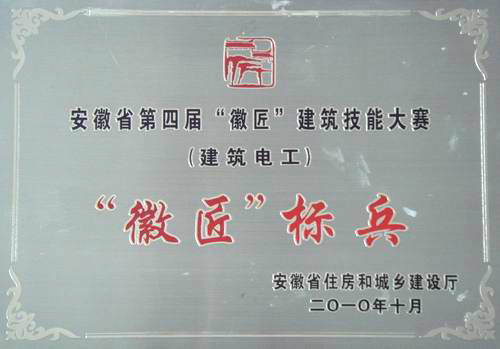 安徽省第四届“徽匠”建筑技能大赛
（建筑电工）
“徽匠”标兵
安徽省住房和城乡建设厅
二〇一〇年十月